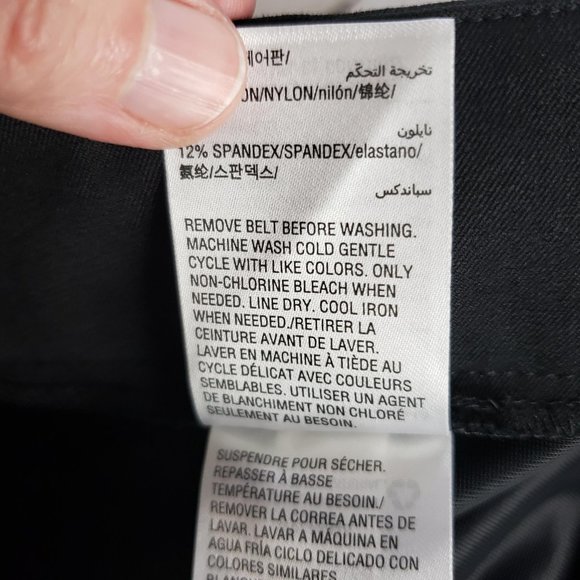 어판/
تخريجة التحكّم
ON/NYLON/nilón/锦纶/
نايلون
12% SPANDEX/SPANDEX/elastano/
氨纶/스판덱스/
سباندكس
REMOVE BELT BEFORE WASHING.
MACHINE WASH COLD GENTLE
CYCLE WITH LIKE COLORS. ONLY
NON-CHLORINE BLEACH WHEN
NEEDED. LINE DRY. COOL IRON
WHEN NEEDED./RETIRER LA
CEINTURE AVANT DE LAVER.
LAVER EN MACHINE À TIÈDE AU
CYCLE DÉLICAT AVEC COULEURS
SEMBLABLES. UTILISER UN AGENT
DE BLANCHIMENT NON CHLORÉ
SEULEMENT AU BESOIN.
SUSPENDRE POUR SÉCHER.
REPASSER À BASSE
TEMPÉRATURE AU BESOIN./
REMOVER LA CORREA ANTES DE
LAVAR. LAVAR A MÁQUINA EN
AGUA FRÍA CICLO DELICADO CON
COLORES SIMILARES.